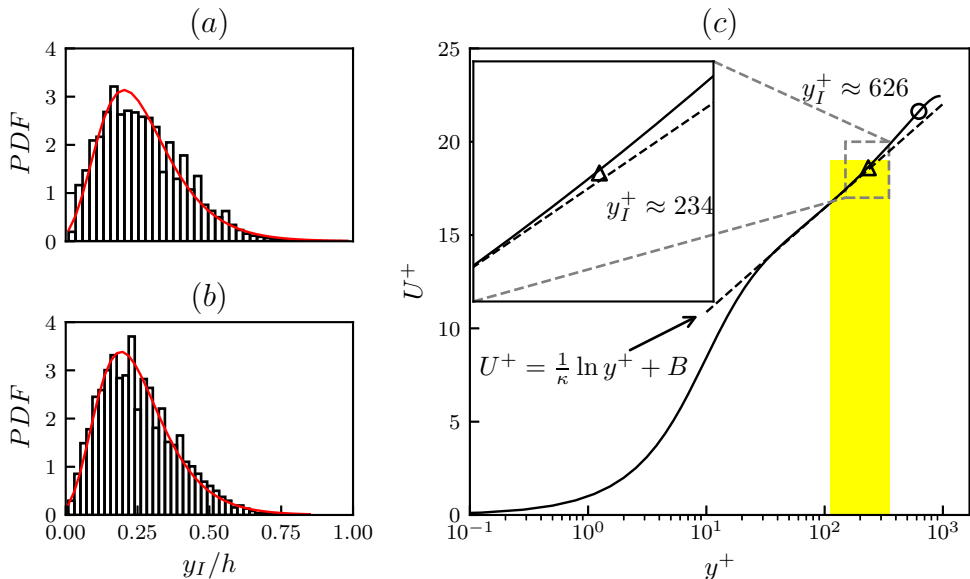 (a)
4
3
2
1
0
PDF
(b)
4
3
2
1
0
PDF
0.00 0.25 0.50 0.75 1.00
y_I/h
(c)
25
20
15
10
5
0
U^+
y_I^+ ≈ 626
y_I^+ ≈ 234
U^+ = \frac{1}{κ} ln y^+ + B
10^{-1} 10^0 10^1 10^2 10^3
y^+